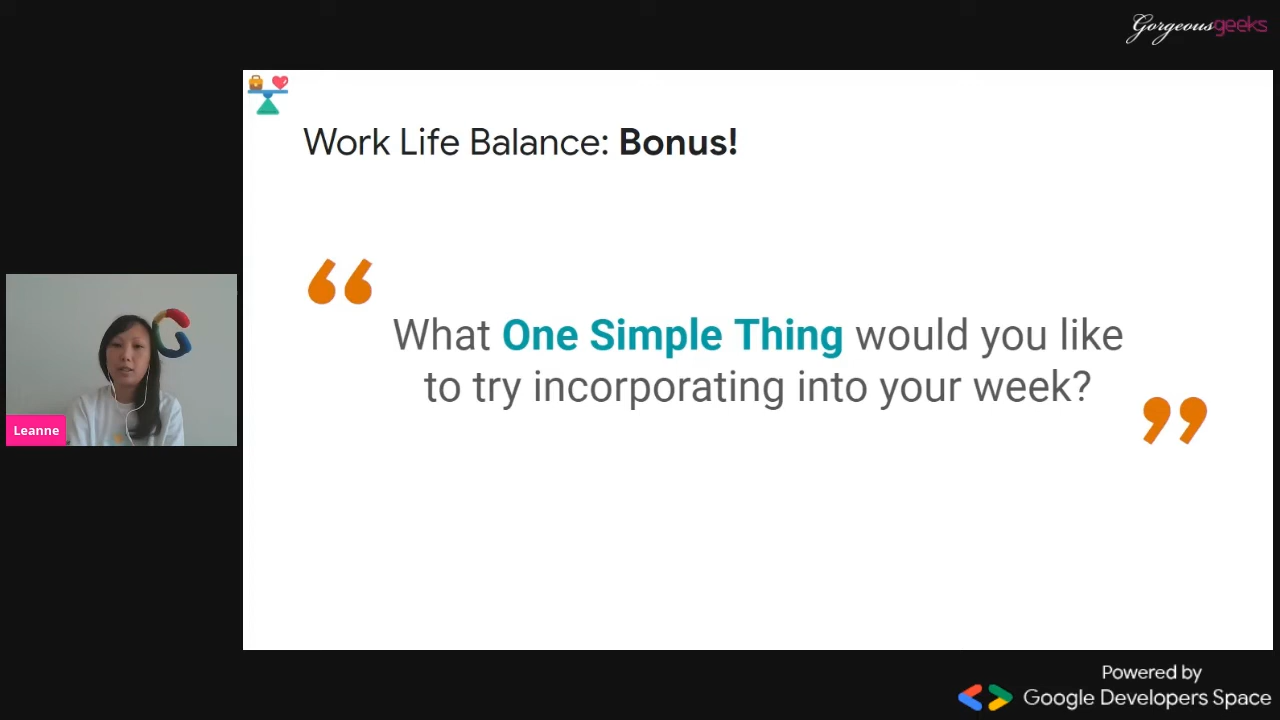 Gorgeousgeeks
Work Life Balance: Bonus!
“
What One Simple Thing would you like
to try incorporating into your week?
”
Leanne
Powered by
Google Developers Space